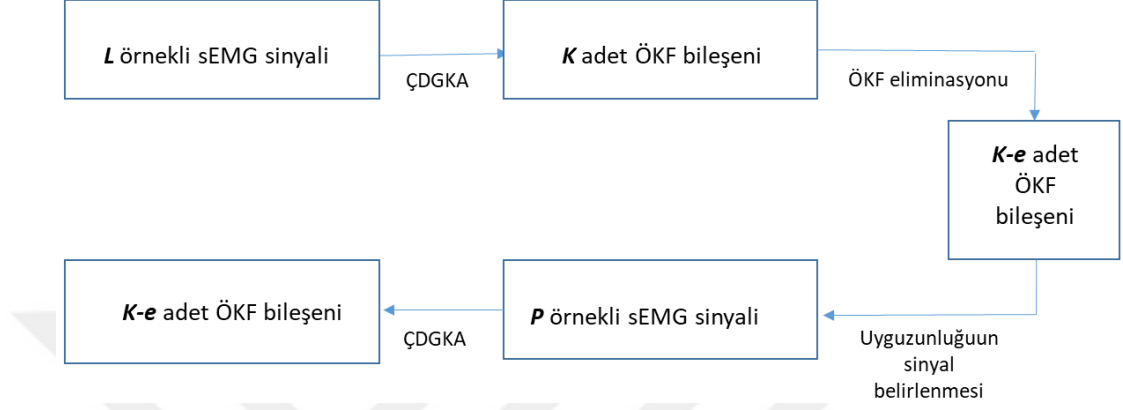 L örnekli sEMG sinyali
ÇDGKA
K adet ÖKF bileşeni
ÖKF eliminasyonu
K-e adet
ÖKF
bileşeni
Uyguzunluğuun
sinyal
belirlenmesi
P örnekli sEMG sinyali
ÇDGKA
K-e adet ÖKF bileşeni